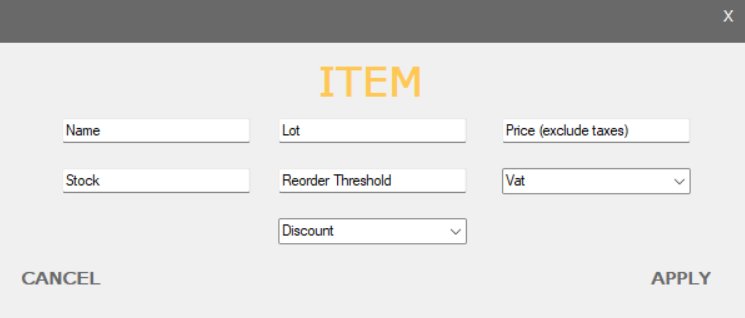 X
ITEM
Name Lot Price (exclude taxes)
Stock Reorder Threshold Vat
Discount
CANCEL APPLY